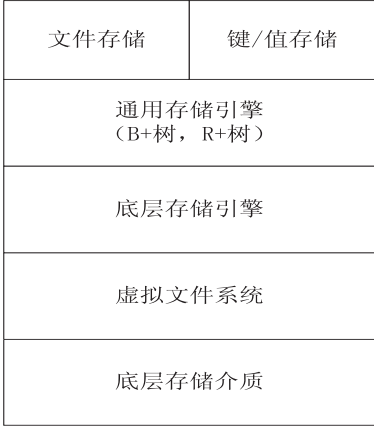 文件存储
键/值存储
通用存储引擎
（B+树，R+树）
底层存储引擎
虚拟文件系统
底层存储介质